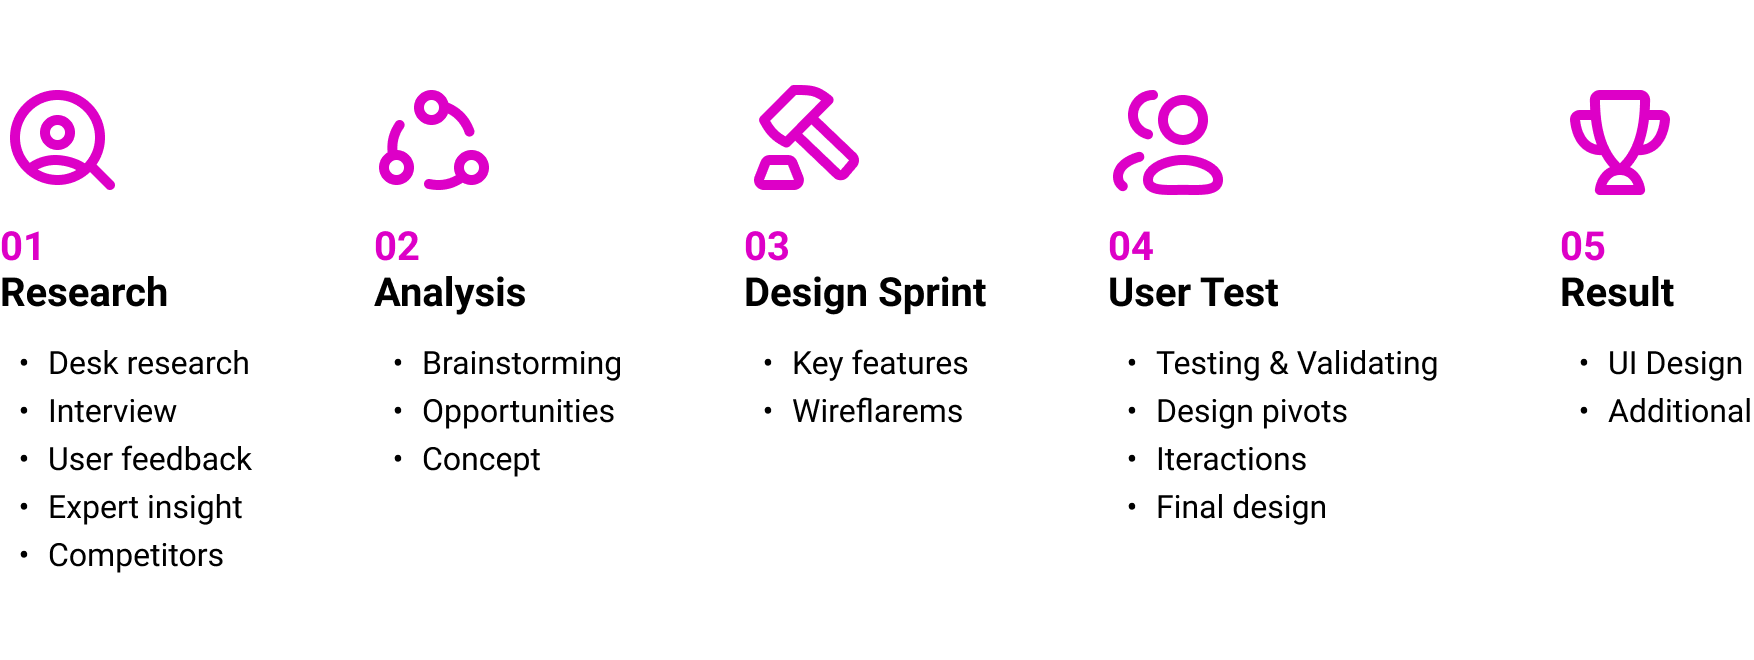 01
Research
• Desk research
• Interview
• User feedback
• Expert insight
• Competitors
02
Analysis
• Brainstorming
• Opportunities
• Concept
03
Design Sprint
• Key features
• Wireflarems
04
User Test
• Testing & Validating
• Design pivots
• Iteractions
• Final design
05
Result
• UI Design
• Additional